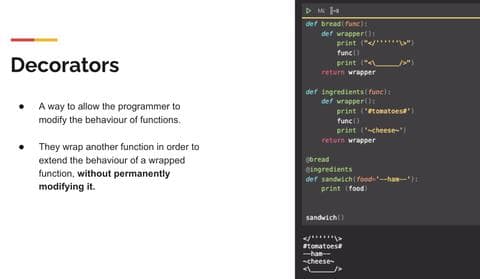 Decorators
● A way to allow the programmer to
modify the behaviour of functions.
● They wrap another function in order to
extend the behaviour of a wrapped
function, without permanently
modifying it.
def bread(func):
    def wrapper():
        print ("</''''''\>")
        func()
        print ("<\______/>")
    return wrapper
def ingredients(func):
    def wrapper():
        print ('#tomatoes#')
        func()
        print ('~cheese~')
    return wrapper
@bread
@ingredients
def sandwich(food='--ham--'):
    print (food)
sandwich()
</''''''\>
#tomatoes#
--ham--
~cheese~
<\______/>